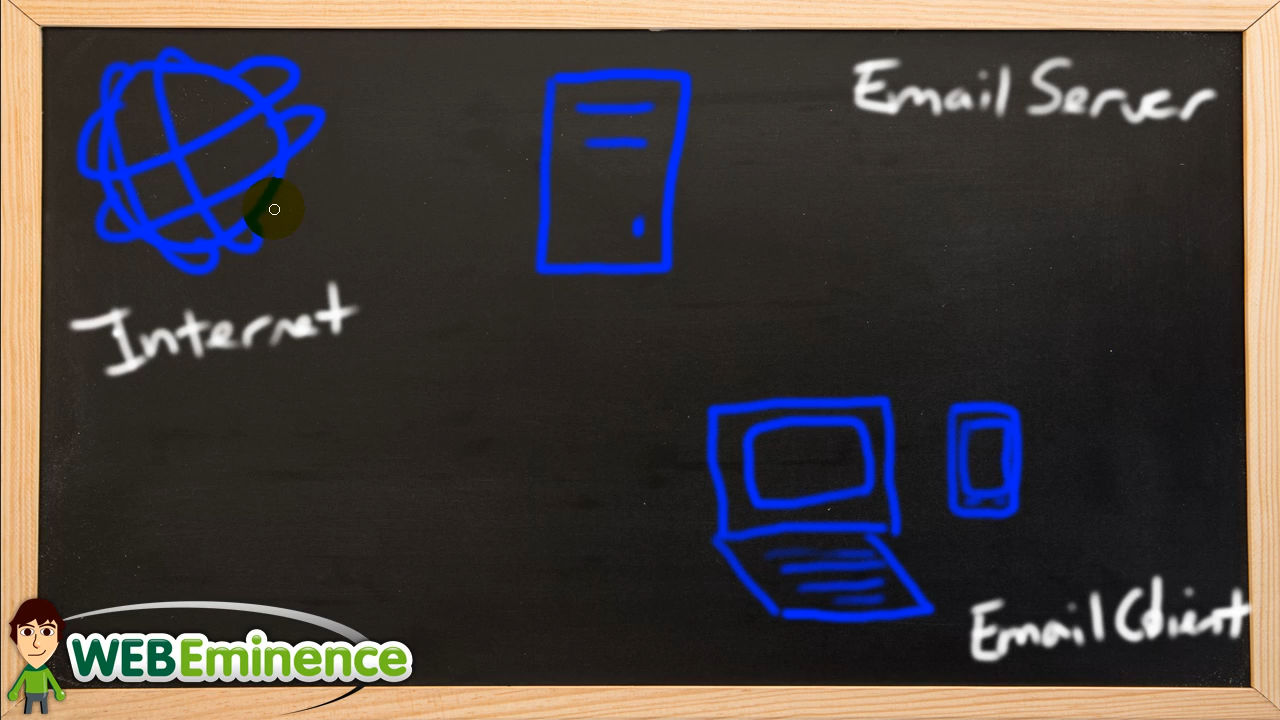 Email Server
Internet
Email Client
WEBEminence